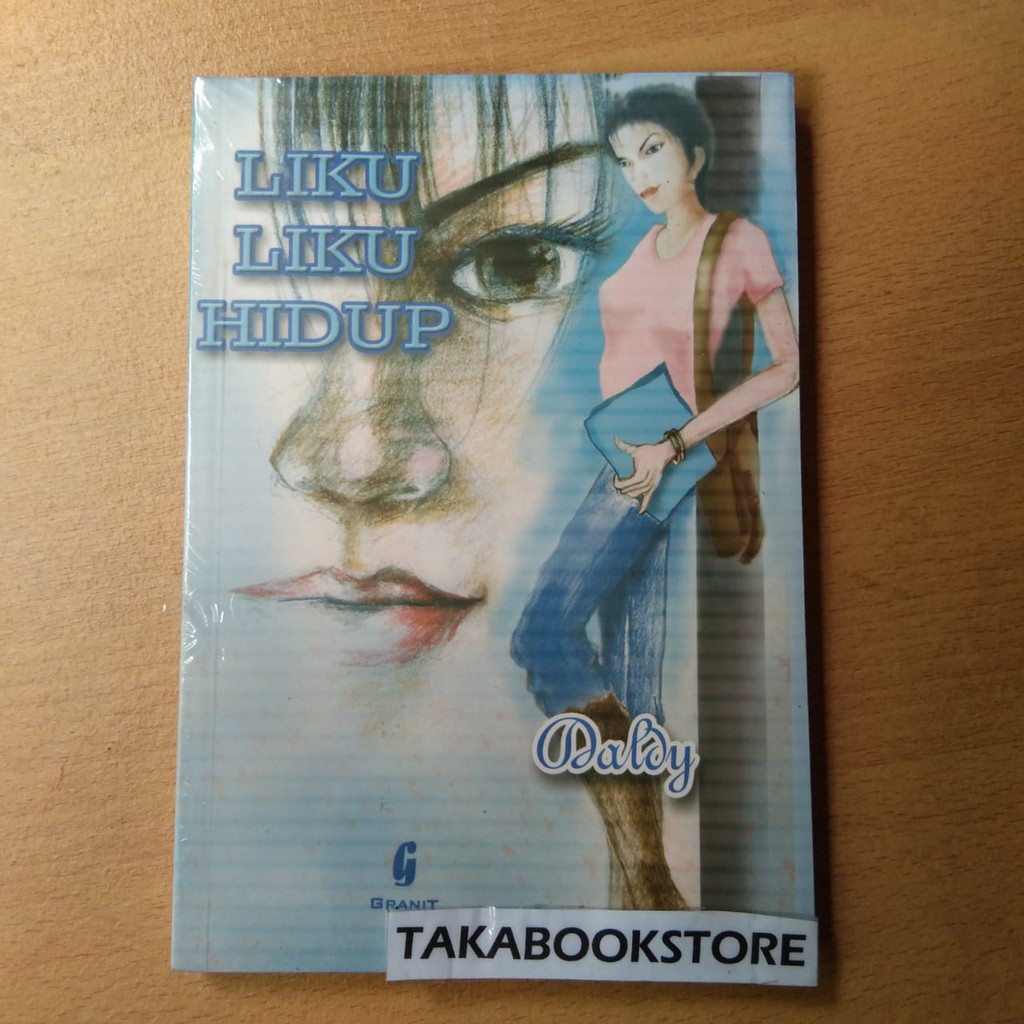 LIKU
LIKU
HIDUP
Daldy
G
GRANIT
TAKABOOKSTORE